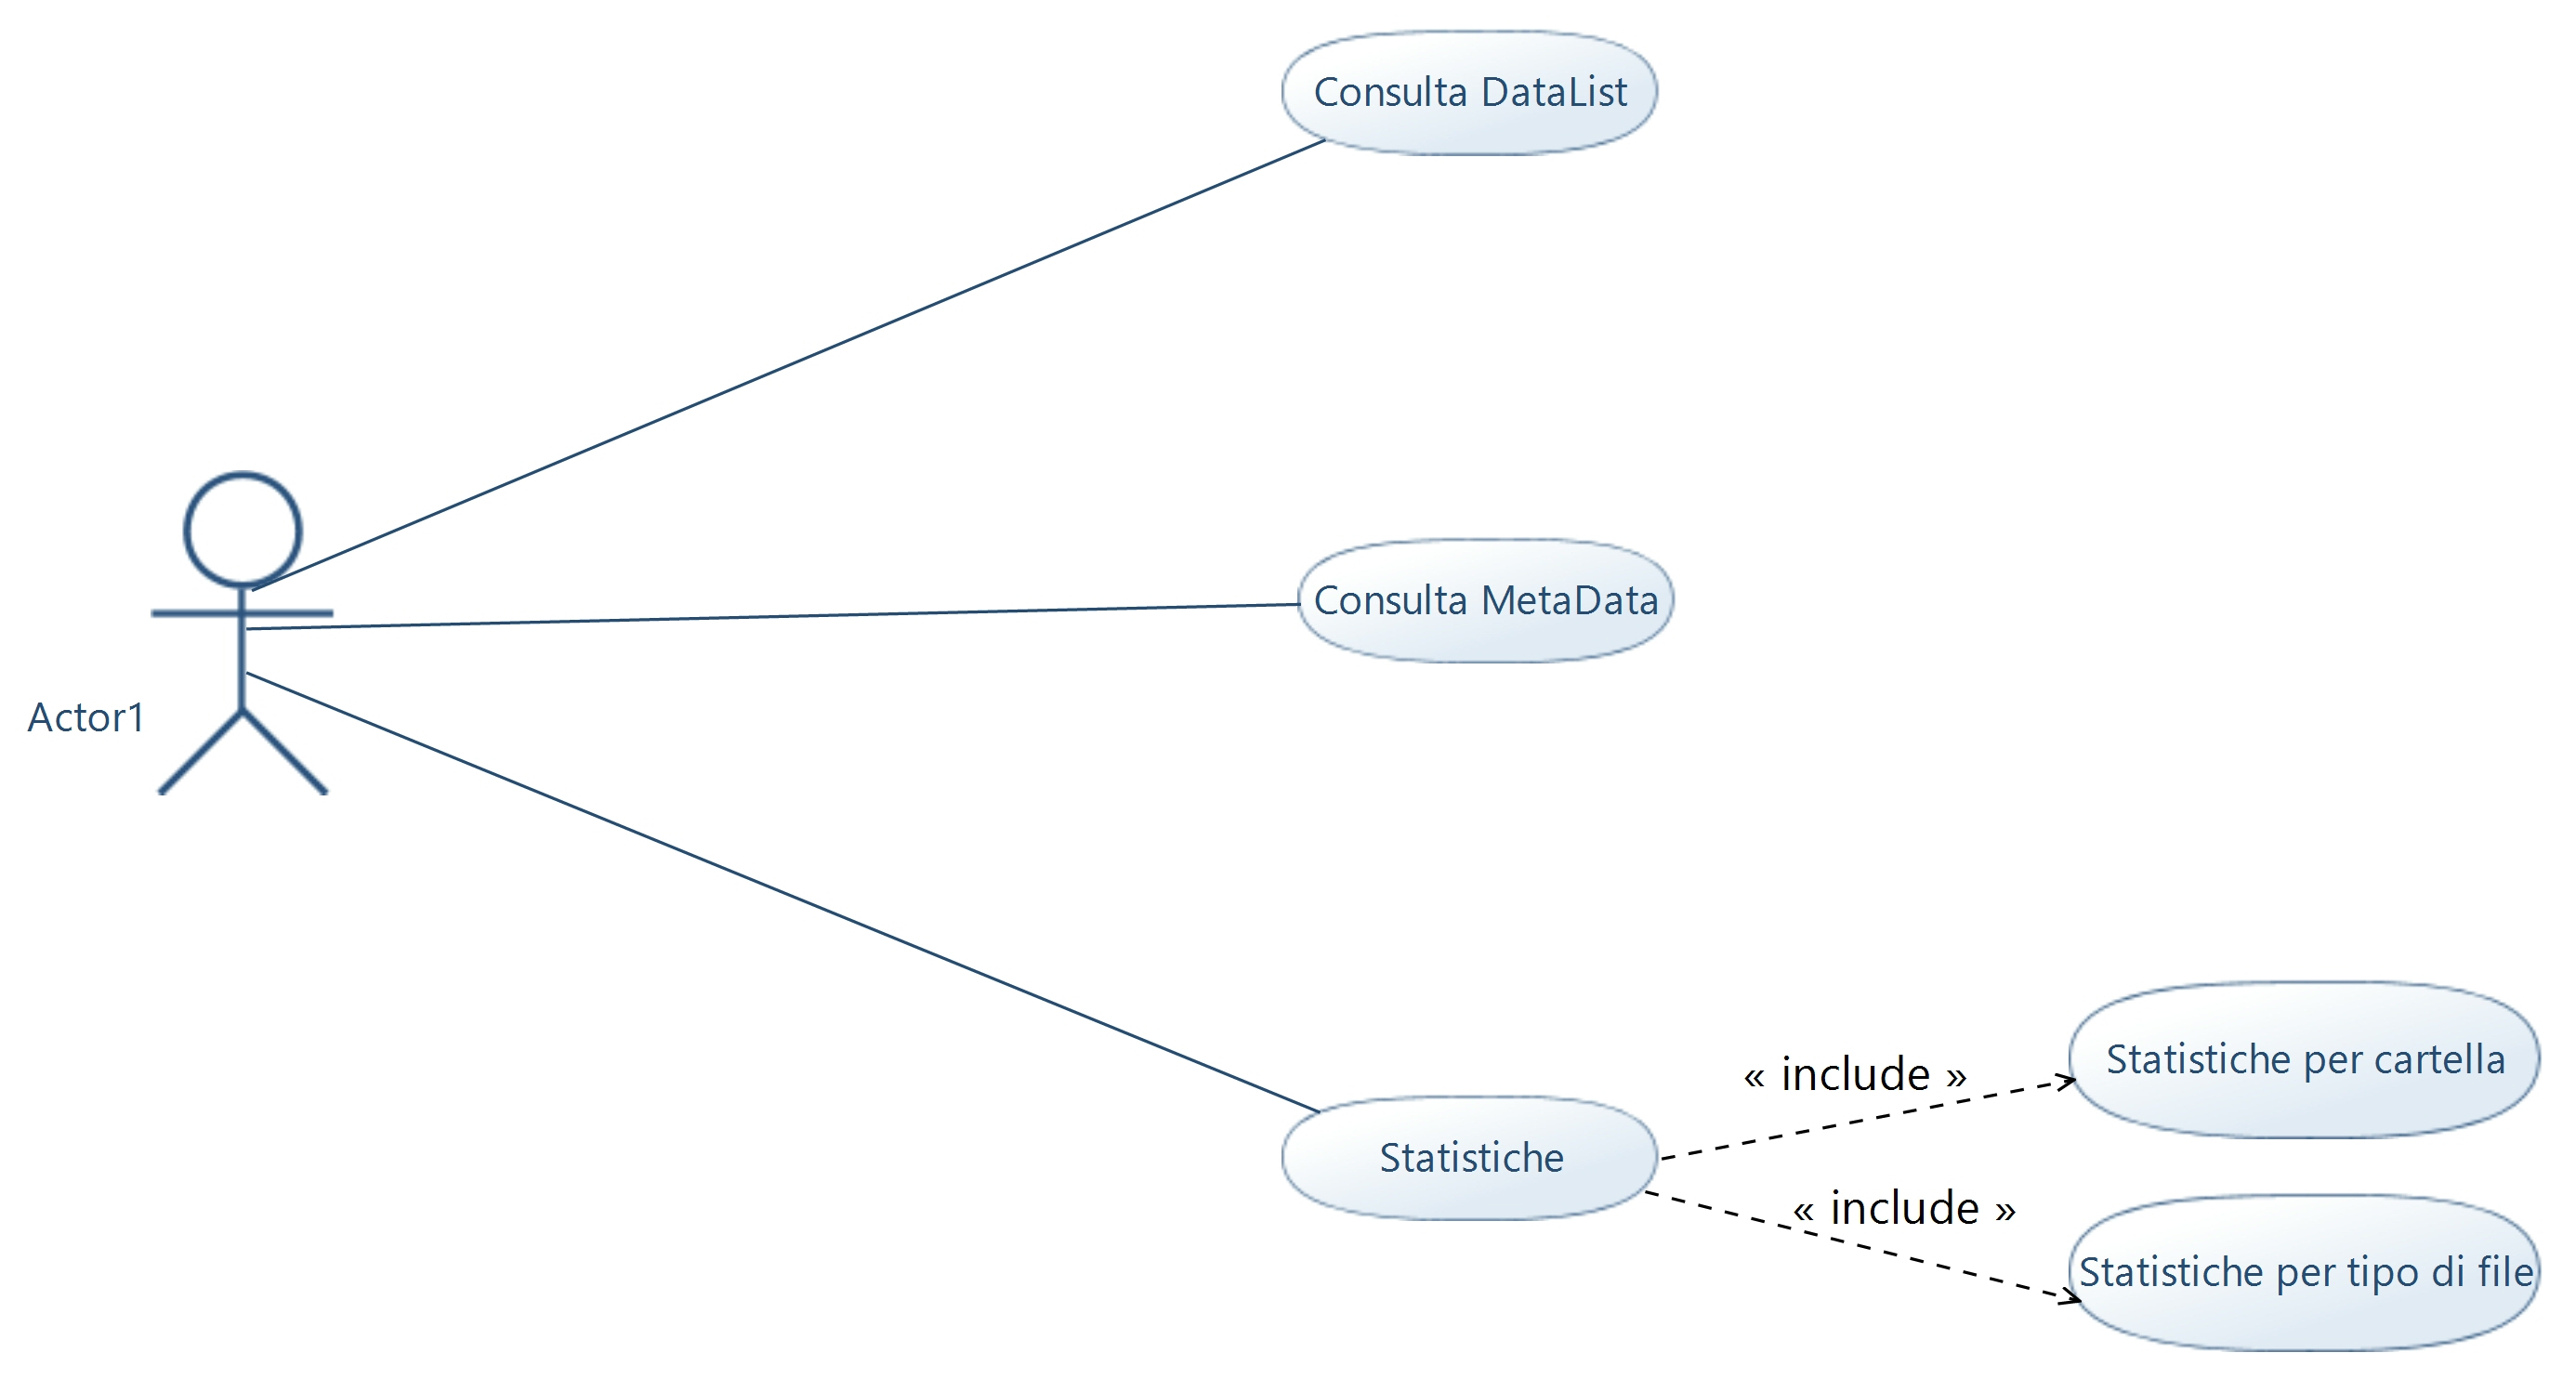 Consulta DataList
Consulta MetaData
Actor1
Statistiche per cartella
« include »
Statistiche
« include »
Statistiche per tipo di file